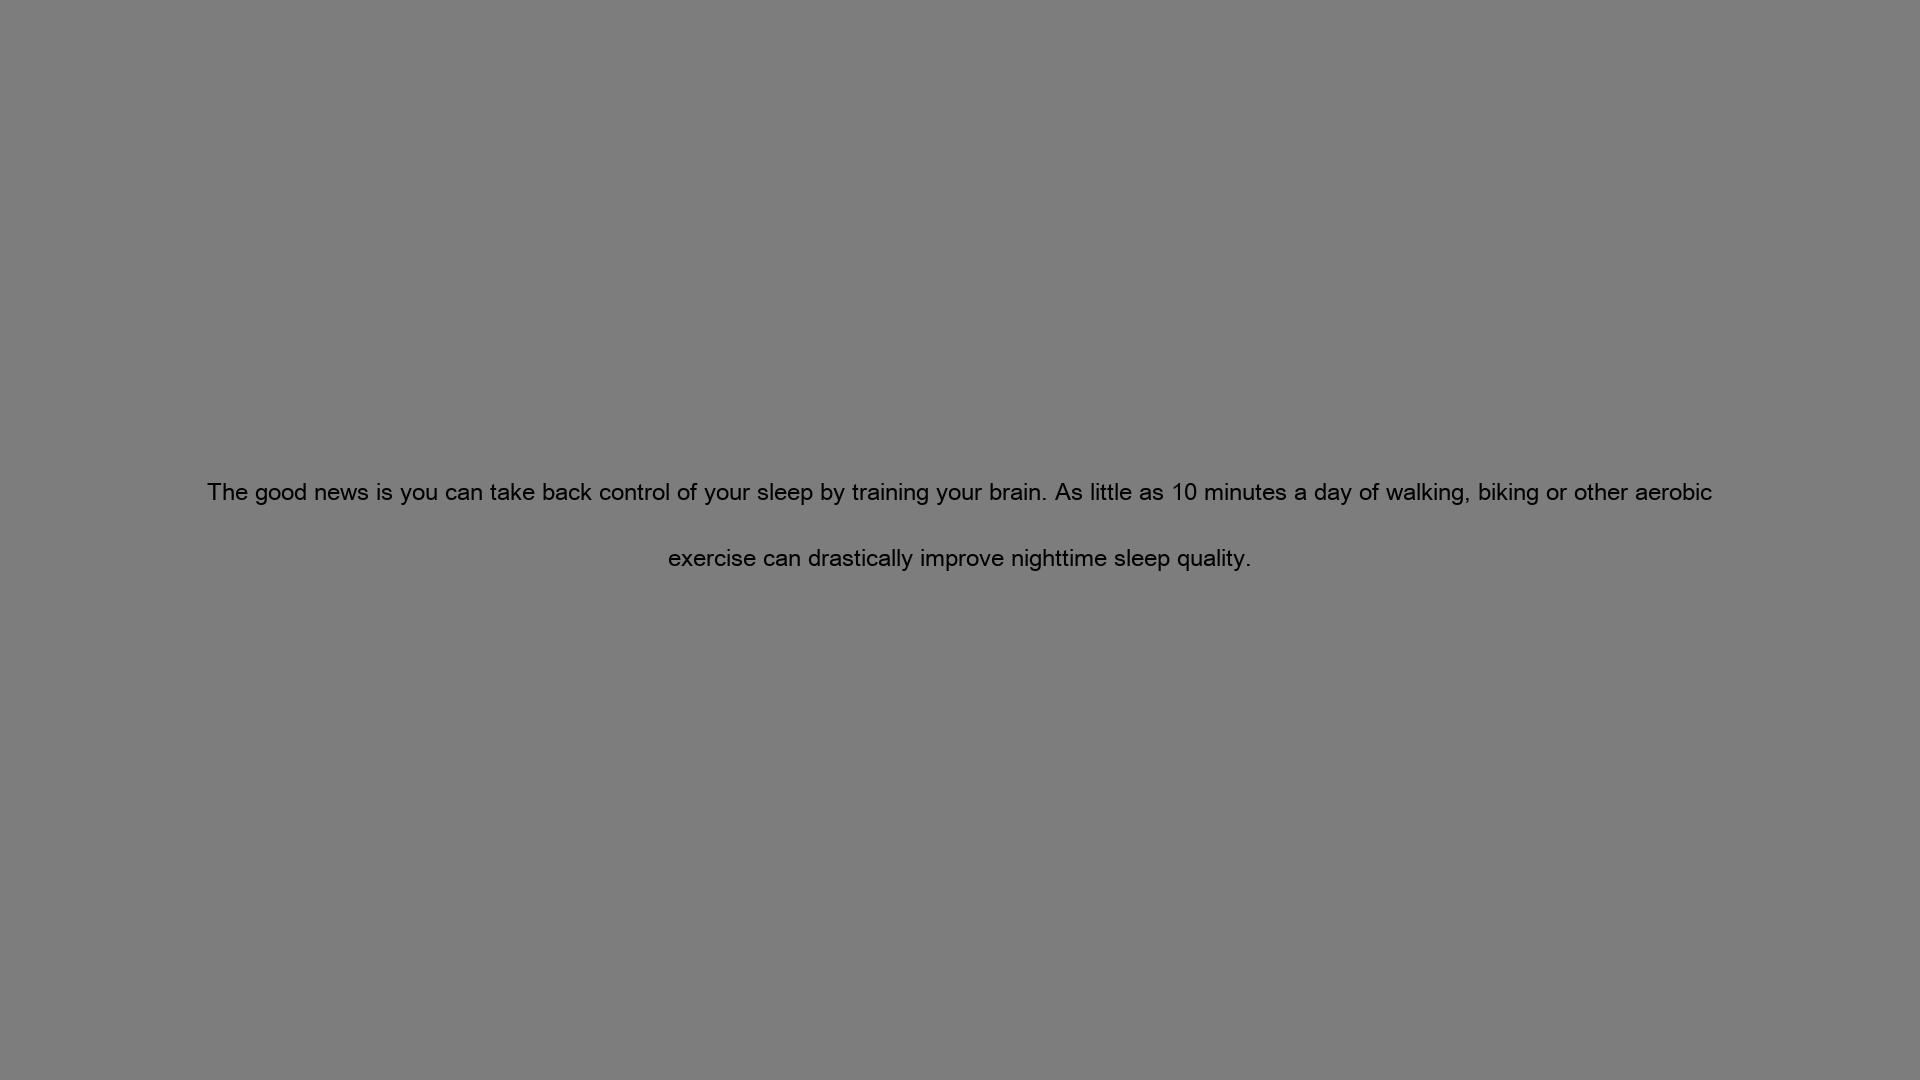 The good news is you can take back control of your sleep by training your brain. As little as 10 minutes a day of walking, biking or other aerobic
exercise can drastically improve nighttime sleep quality.